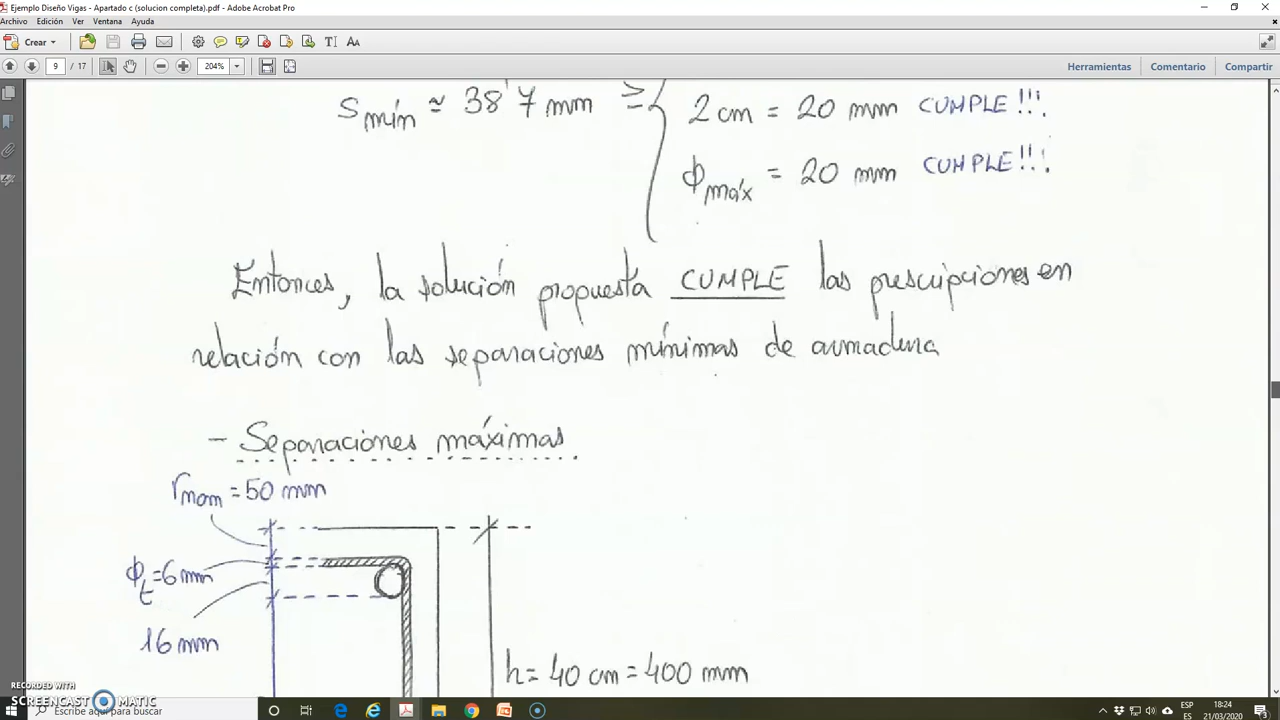 Ejemplo Diseño Vigas - Apartado c (solucion completa).pdf - Adobe Acrobat Pro
Archivo Edición Ver Ventana Ayuda
Crear
9 / 17 204% Herramientas Comentario Compartir
Smín ≈ 38'7 mm ≥ { 2 cm = 20 mm CUMPLE!!!
ϕmáx = 20 mm CUMPLE!!!
Entonces, la solución propuesta CUMPLE las prescripciones en
relación con las separaciones mínimas de armadura
- Separaciones máximas
rnom = 50 mm
ϕt = 6 mm
16 mm
h = 40 cm = 400 mm
RECORDED WITH
SCREENCAST MATIC
Escribe aquí para buscar
ESP 18:24
ES 21/03/2020